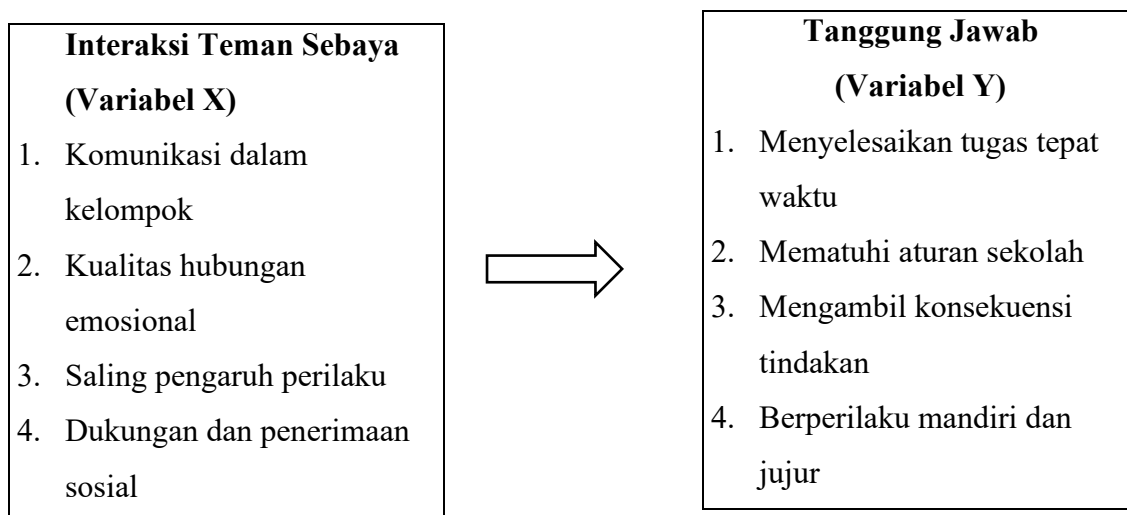 Interaksi Teman Sebaya
(Variabel X)
1. Komunikasi dalam
kelompok
2. Kualitas hubungan
emosional
3. Saling pengaruh perilaku
4. Dukungan dan penerimaan
sosial
Tanggung Jawab
(Variabel Y)
1. Menyelesaikan tugas tepat
waktu
2. Mematuhi aturan sekolah
3. Mengambil konsekuensi
tindakan
4. Berperilaku mandiri dan
jujur